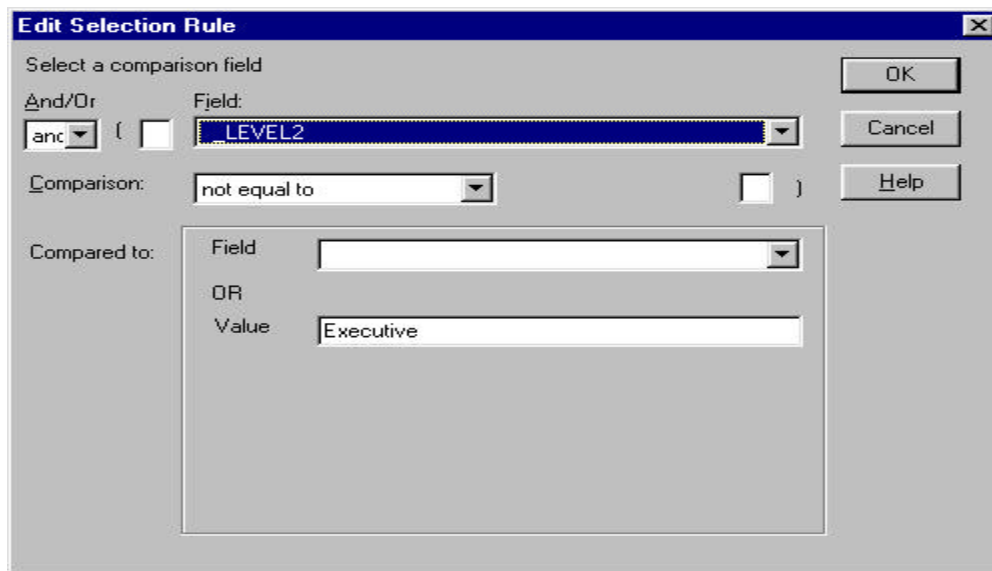 Edit Selection Rule
Select a comparison field
OK
And/Or Field:
and ( _LEVEL2
Cancel
Comparison: not equal to )
Help
Compared to: Field
OR
Value Executive